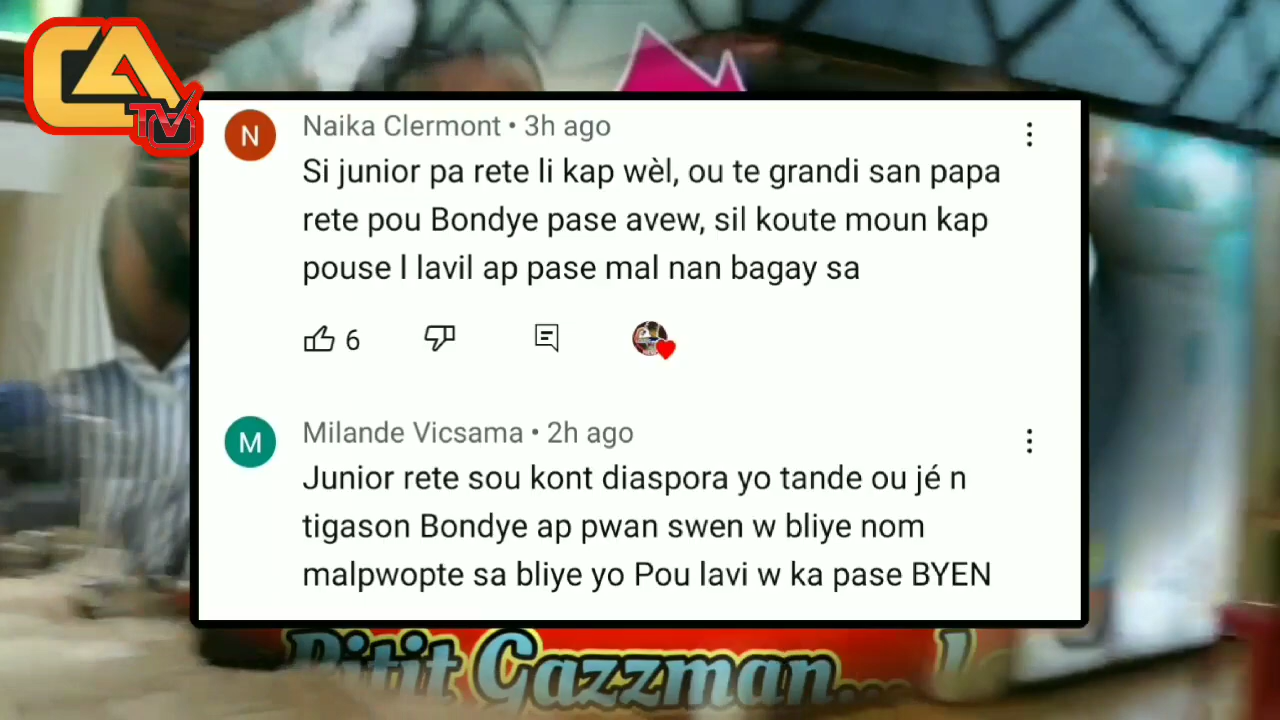 CA
TV
N
Naika Clermont • 3h ago
Si junior pa rete li kap wèl, ou te grandi san papa
rete pou Bondye pase avew, sil koute moun kap
pouse l lavil ap pase mal nan bagay sa
6
M
Milande Vicsama • 2h ago
Junior rete sou kont diaspora yo tande ou jé n
tigason Bondye ap pwan swen w bliye nom
malpwopte sa bliye yo Pou lavi w ka pase BYEN
Pitit Gazzman...